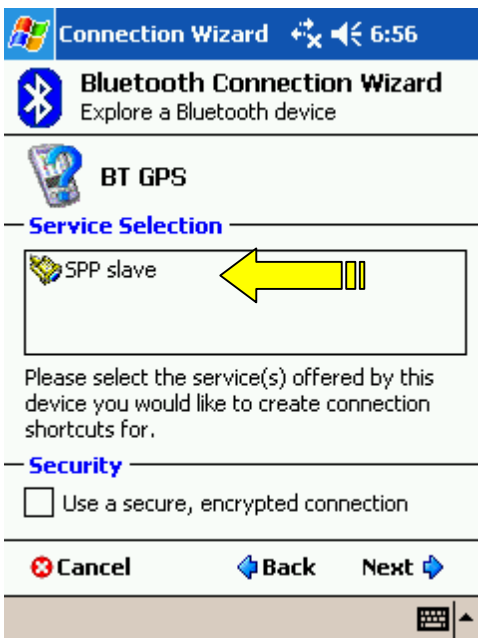 Connection Wizard 6:56
Bluetooth Connection Wizard
Explore a Bluetooth device
BT GPS
Service Selection
SPP slave
Please select the service(s) offered by this
device you would like to create connection
shortcuts for.
Security
Use a secure, encrypted connection
Cancel Back Next